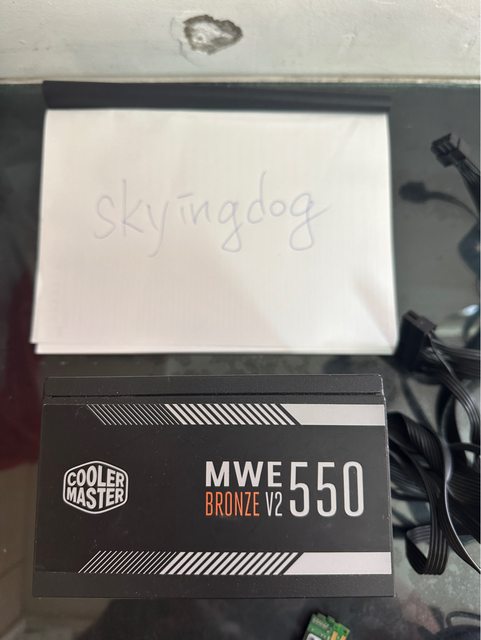 skyingdog
COOLER
MASTER
MWE 550
BRONZE V2